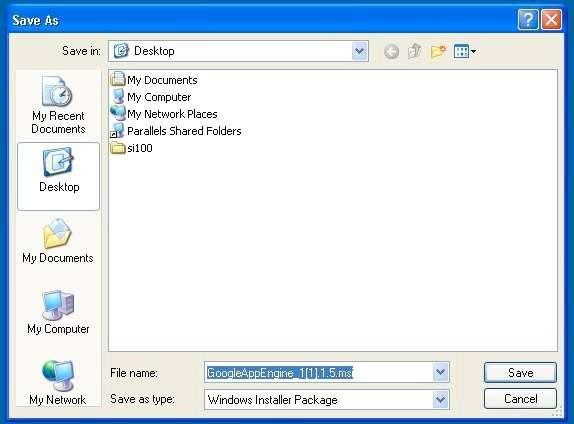 Save As
Save in: Desktop
My Recent
Documents
Desktop
My Documents
My Computer
My Network
My Documents
My Computer
My Network Places
Parallels Shared Folders
si100
File name: GoogleAppEngine_1[1].1.5.msi Save
Save as type: Windows Installer Package Cancel